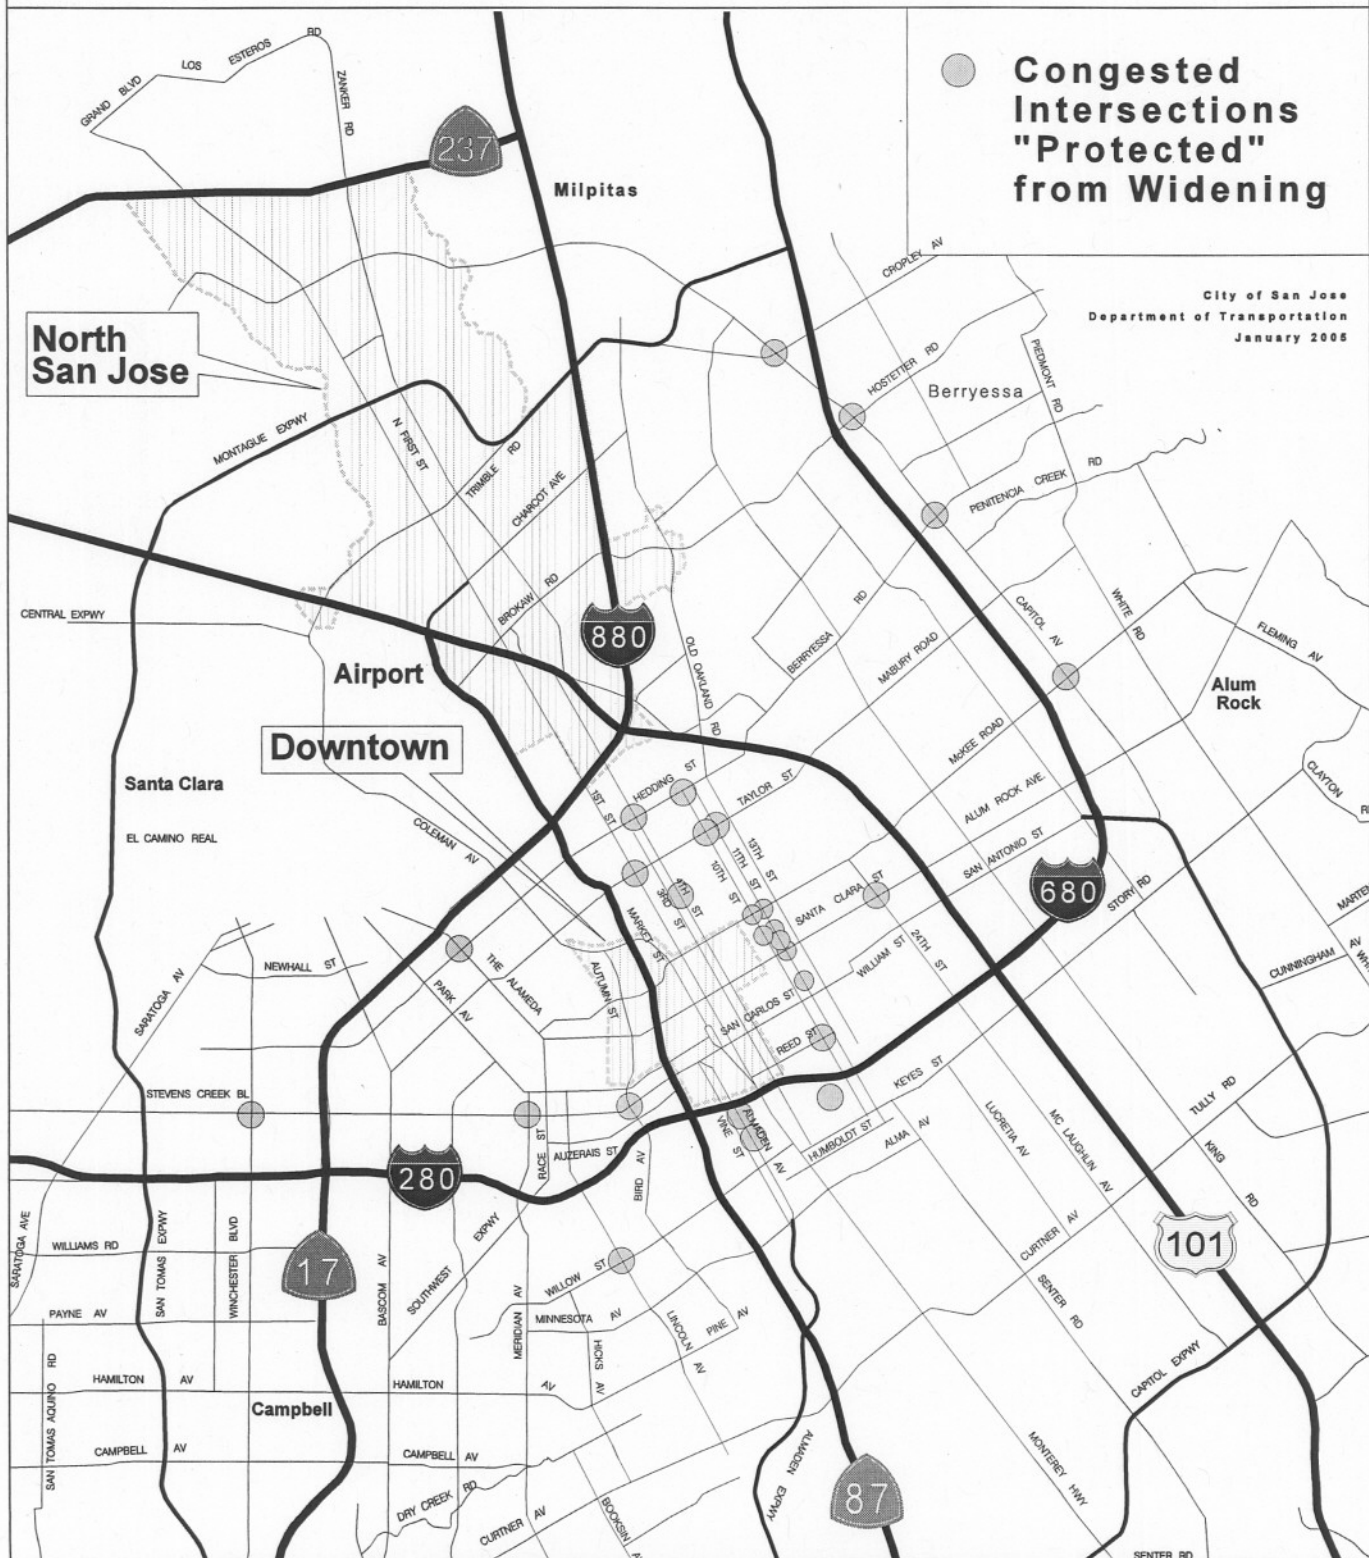 Congested
Intersections
"Protected"
from Widening
City of San Jose
Department of Transportation
January 2005
GRAND BLVD
LOS ESTEROS RD
ZANKER RD
237
Milpitas
CROPLEY AV
North
San Jose
HOSTETTER RD
PIEDMONT RD
Berryessa
MONTAGUE EXPWY
N FIRST ST
TRIMBLE RD
CHARCOT AVE
PENITENCIA CREEK RD
BROKAW RD
CENTRAL EXPWY
880
OLD OAKLAND RD
BERRYESSA RD
MABURY ROAD
CAPITOL AV
WHITE RD
FLEMING AV
Airport
Alum
Rock
Downtown
McKEE ROAD
Santa Clara
HEDDING ST
TAYLOR ST
ALUM ROCK AVE.
CLAYTON R
1ST ST
EL CAMINO REAL
COLEMAN AV
13TH ST
11TH ST
10TH ST
SAN ANTONIO ST
4TH ST
3RD ST
MARKET ST
SANTA CLARA ST
680
STORY RD
MARTE
24TH ST
WILLIAM ST
NEWHALL ST
THE ALAMEDA
AUTUMN ST
CUNNINGHAM AV
WH
SARATOGA AV
PARK AV
SAN CARLOS ST
REED ST
KEYES ST
STEVENS CREEK BL
TULLY RD
RACE ST
AUZERAIS ST
VINE ST
ALMADEN AV
HUMBOLDT ST
ALMA AV
LUCRETIA AV
MC LAUGHLIN AV
KING RD
280
BIRD AV
SARATOGA AVE
WILLIAMS RD
SAN TOMAS EXPWY
WINCHESTER BLVD
17
BASCOM AV
SOUTHWEST EXPWY
CURTNER AV
101
WILLOW ST
PAYNE AV
MERIDIAN AV
MINNESOTA AV
LINCOLN AV
PINE AV
SENTER RD
HICKS AV
SAN TOMAS AQUINO RD
HAMILTON AV
HAMILTON AV
CAPITOL EXPWY
Campbell
CAMPBELL AV
CAMPBELL AV
ALMADEN EXPWY
MONTEREY HWY
DRY CREEK RD
87
CURTNER AV
BOOKSIN A
SENTER RD